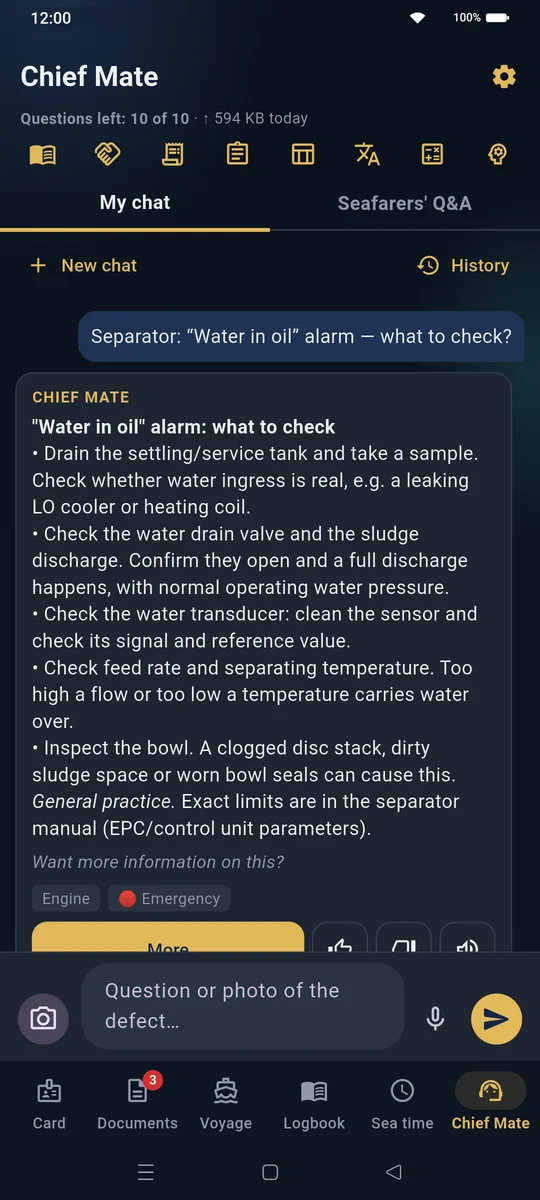 12:00
100%
Chief Mate
Questions left: 10 of 10 · ↑ 594 KB today
My chat
Seafarers' Q&A
+ New chat
History
Separator: “Water in oil” alarm — what to check?
CHIEF MATE
"Water in oil" alarm: what to check
• Drain the settling/service tank and take a sample.
Check whether water ingress is real, e.g. a leaking
LO cooler or heating coil.
• Check the water drain valve and the sludge
discharge. Confirm they open and a full discharge
happens, with normal operating water pressure.
• Check the water transducer: clean the sensor and
check its signal and reference value.
• Check feed rate and separating temperature. Too
high a flow or too low a temperature carries water
over.
• Inspect the bowl. A clogged disc stack, dirty
sludge space or worn bowl seals can cause this.
General practice. Exact limits are in the separator
manual (EPC/control unit parameters).
Want more information on this?
Engine
Emergency
More
Question or photo of the
defect…
3
Card
Documents
Voyage
Logbook
Sea time
Chief Mate